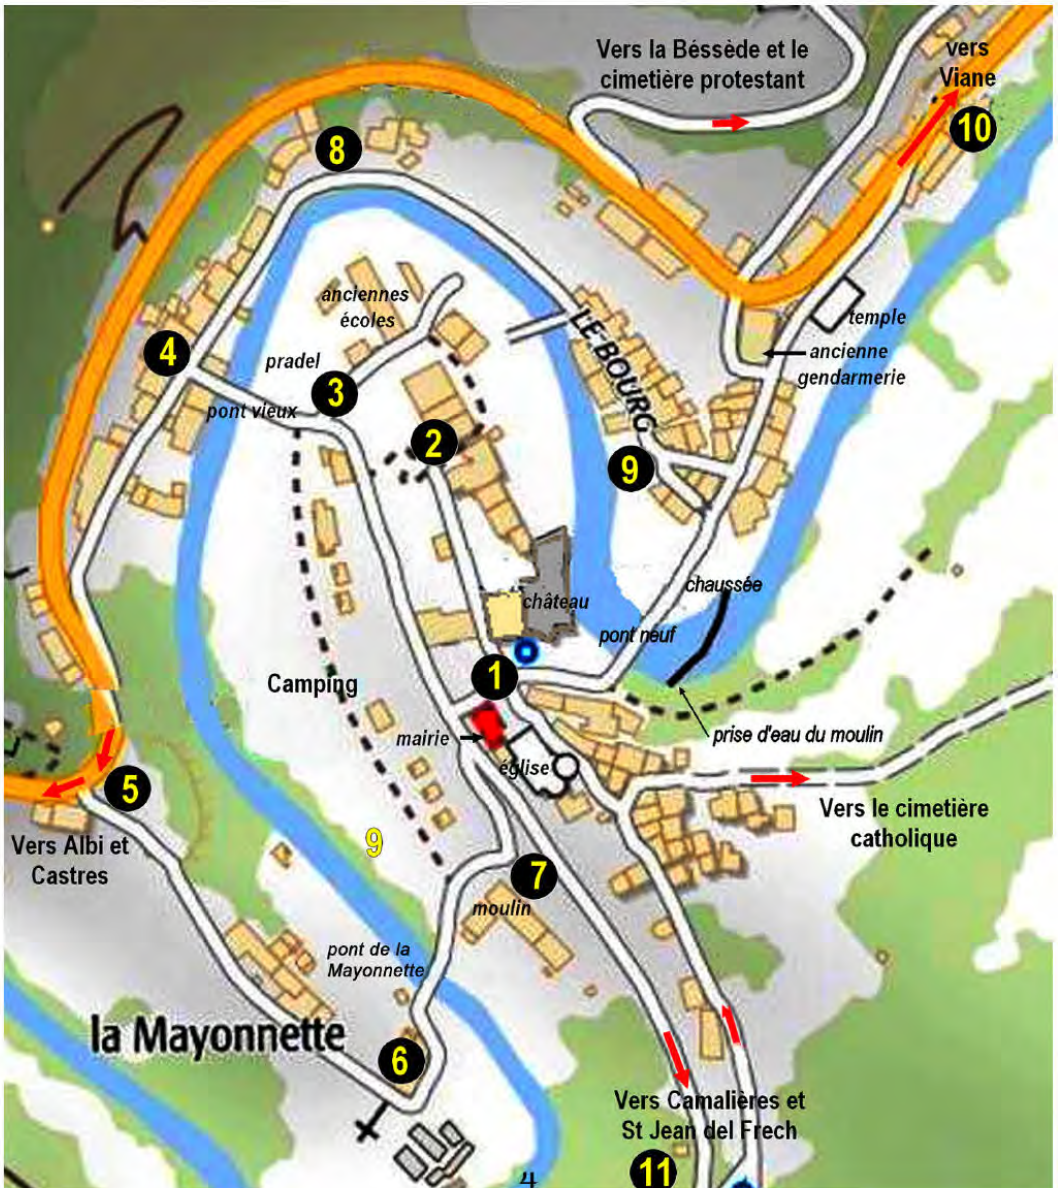 Vers la Béssède et le
cimetière protestant
vers
Viane
10
8
anciennes
écoles
LE BOURG
temple
ancienne
gendarmerie
4
pradel
3
pont vieux
2
9
chaussée
château
pont neuf
Camping
1
mairie
prise d'eau du moulin
église
5
Vers le cimetière
catholique
Vers Albi et
Castres
9
7
moulin
pont de la
Mayonnette
la Mayonnette
6
Vers Camalières et
St Jean del Frech
11
4